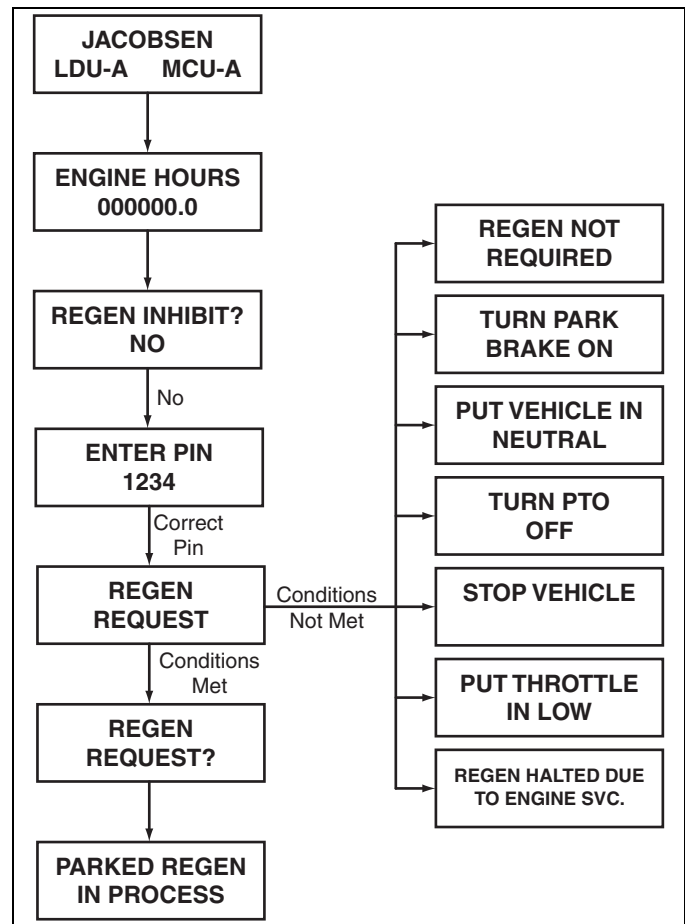 JACOBSEN
LDU-A MCU-A
ENGINE HOURS
000000.0
REGEN INHIBIT?
NO
No
ENTER PIN
1234
Correct
Pin
REGEN
REQUEST
Conditions
Not Met
Conditions
Met
REGEN
REQUEST?
PARKED REGEN
IN PROCESS
REGEN NOT
REQUIRED
TURN PARK
BRAKE ON
PUT VEHICLE IN
NEUTRAL
TURN PTO
OFF
STOP VEHICLE
PUT THROTTLE
IN LOW
REGEN HALTED DUE
TO ENGINE SVC.